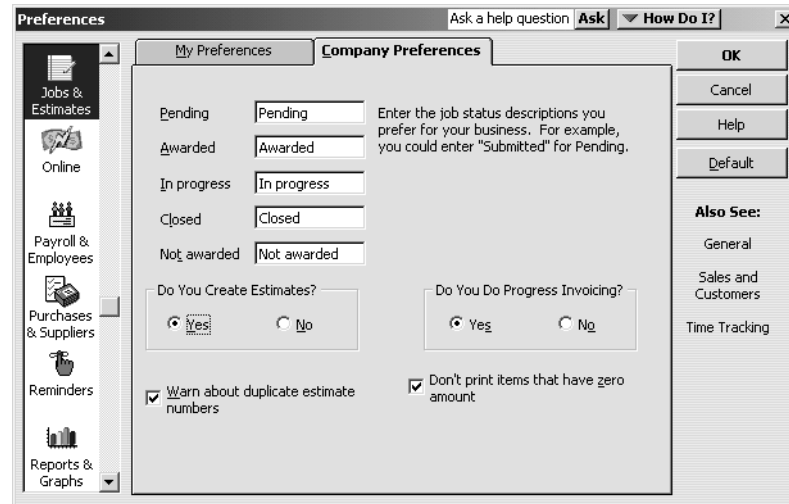 Preferences
Ask a help question Ask How Do I?
My Preferences
Company Preferences
Jobs &
Estimates
Online
Payroll &
Employees
Purchases
& Suppliers
Reminders
Reports &
Graphs
Pending Pending
Awarded Awarded
In progress In progress
Closed Closed
Not awarded Not awarded
Enter the job status descriptions you
prefer for your business. For example,
you could enter "Submitted" for Pending.
Do You Create Estimates?
Yes No
Do You Do Progress Invoicing?
Yes No
Warn about duplicate estimate
numbers
Don't print items that have zero
amount
OK
Cancel
Help
Default
Also See:
General
Sales and
Customers
Time Tracking